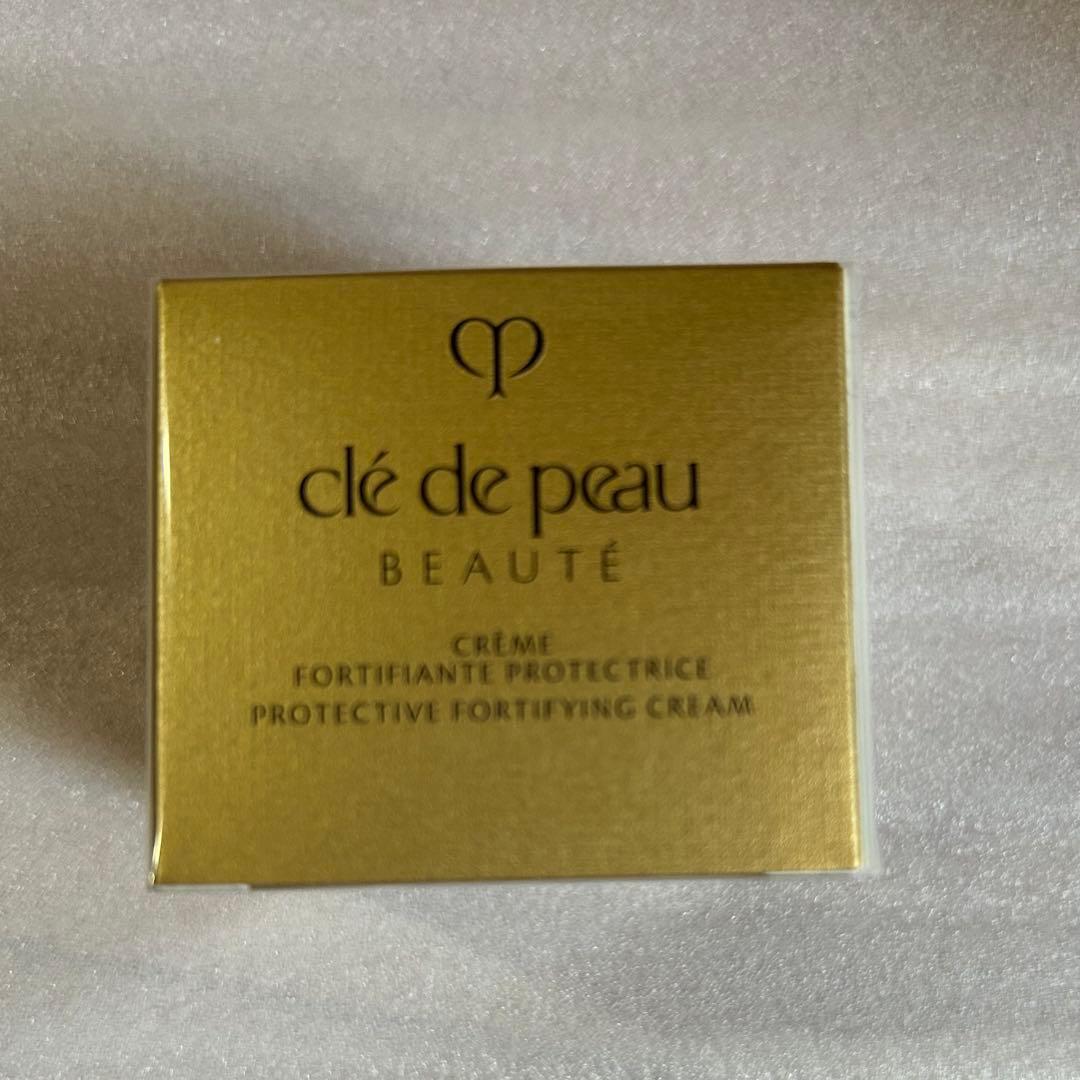 clé de peau
BEAUTÉ
CRÈME
FORTIFIANTE PROTECTRICE
PROTECTIVE FORTIFYING CREAM